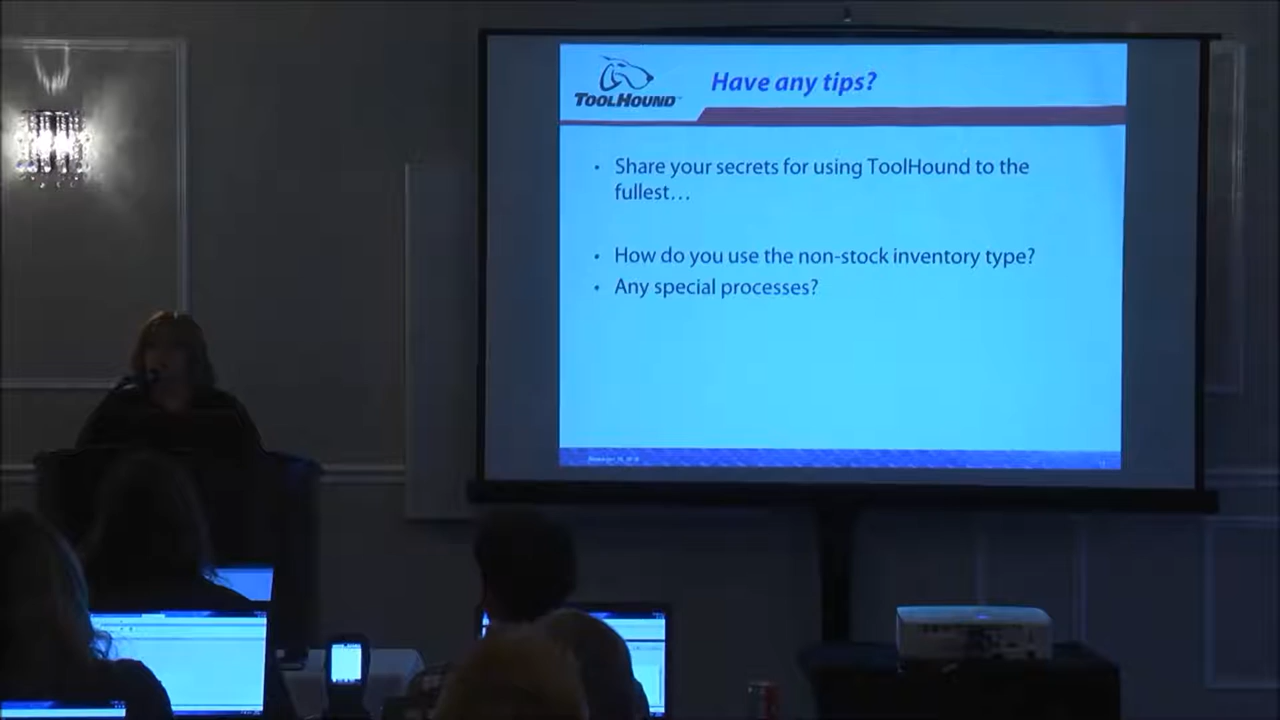 TOOLHOUND™
Have any tips?
• Share your secrets for using ToolHound to the
fullest…
• How do you use the non-stock inventory type?
• Any special processes?